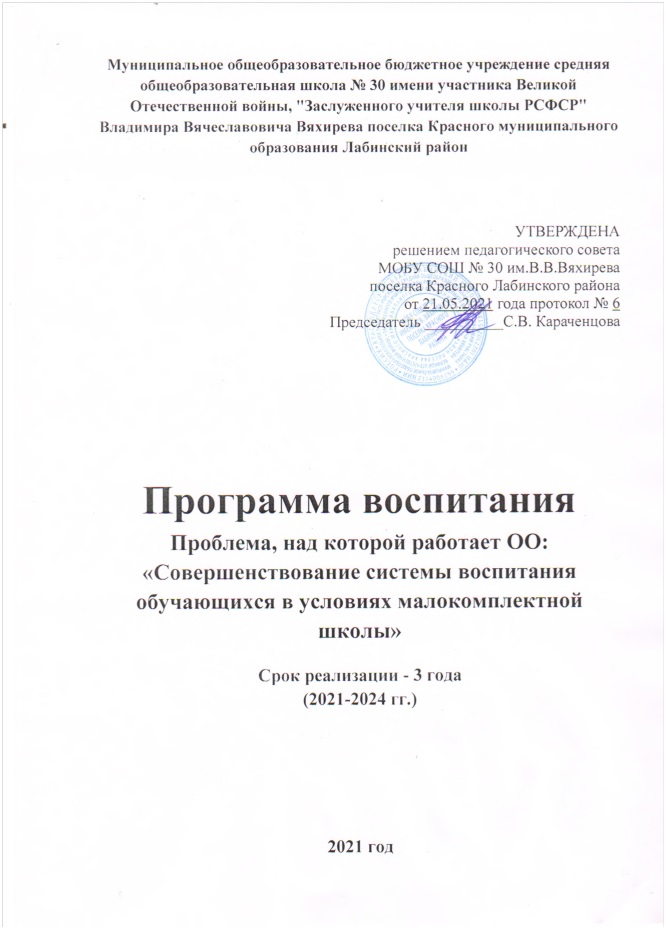 Муниципальное общеобразовательное бюджетное учреждение средняя
общеобразовательная школа № 30 имени участника Великой
Отечественной войны, "Заслуженного учителя школы РСФСР"
Владимира Вячеславовича Вяхирева поселка Красного муниципального
образования Лабинский район
УТВЕРЖДЕНА
решением педагогического совета
МОБУ СОШ № 30 им.В.В.Вяхирева
поселка Красного Лабинского района
от 21.05.2021 года протокол № 6
Председатель __________ С.В. Караченцова
Программа воспитания
Проблема, над которой работает ОО:
«Совершенствование системы воспитания
обучающихся в условиях малокомплектной
школы»
Срок реализации - 3 года
(2021-2024 гг.)
2021 год